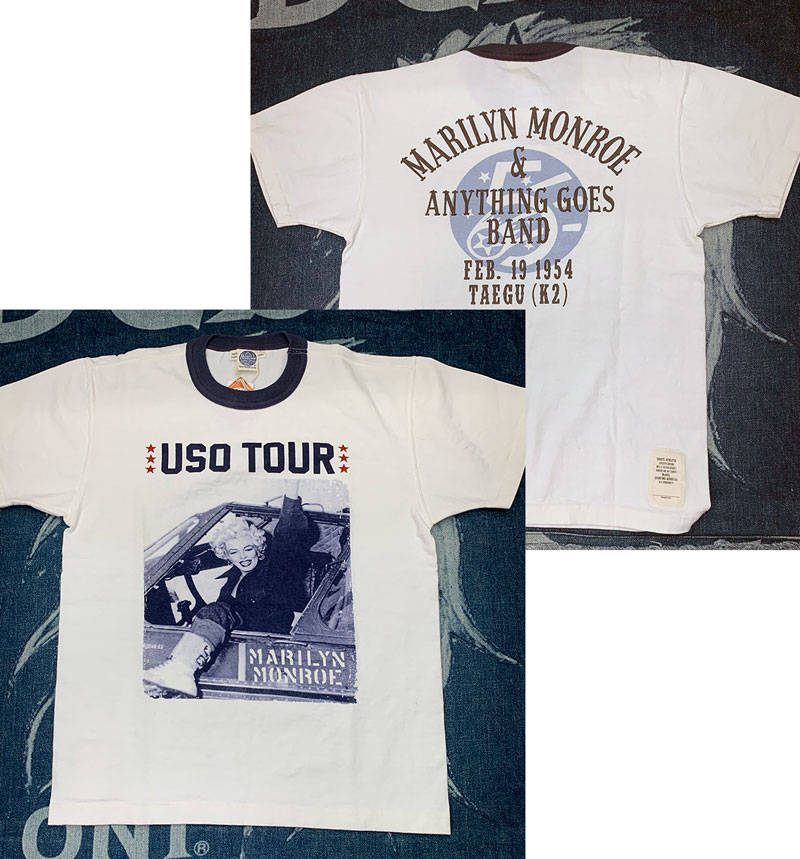 MARILYN MONROE
&
ANYTHING GOES
BAND
FEB. 19 1954
TAEGU (K2)
USO TOUR
MARILYN
MONROE
®